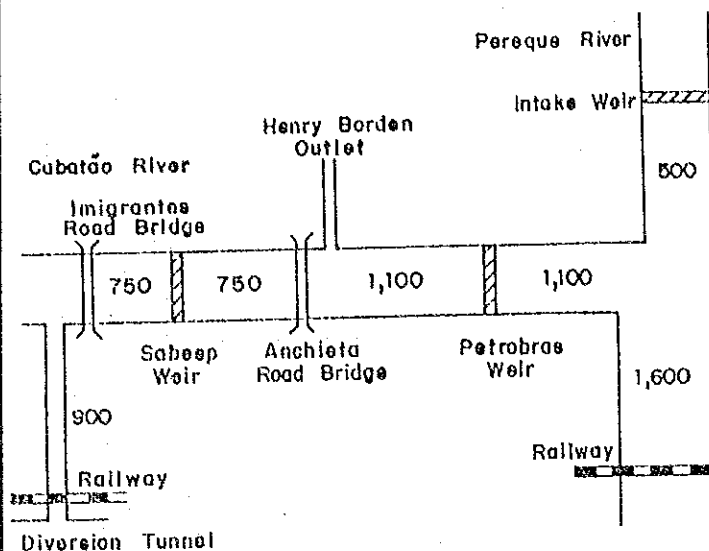 Pereque River
Intake Weir
Henry Borden
Outlet
500
Cubatão River
Imigrantes
Road Bridge
750
750
1,100
1,100
Sabesp
Weir
Anchieta
Road Bridge
Petrobras
Weir
1,600
900
Railway
Railway
Diversion Tunnel